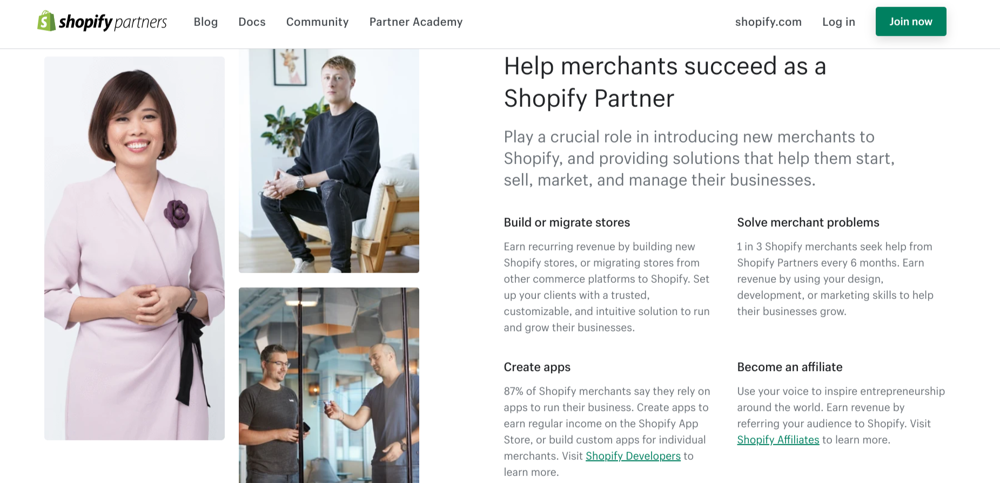 shopify partners
Blog
Docs
Community
Partner Academy
shopify.com
Log in
Join now
Help merchants succeed as a
Shopify Partner
Play a crucial role in introducing new merchants to
Shopify, and providing solutions that help them start,
sell, market, and manage their businesses.
Build or migrate stores
Earn recurring revenue by building new
Shopify stores, or migrating stores from
other commerce platforms to Shopify. Set
up your clients with a trusted,
customizable, and intuitive solution to run
and grow their businesses.
Solve merchant problems
1 in 3 Shopify merchants seek help from
Shopify Partners every 6 months. Earn
revenue by using your design,
development, or marketing skills to help
their businesses grow.
Create apps
87% of Shopify merchants say they rely on
apps to run their business. Create apps to
earn regular income on the Shopify App
Store, or build custom apps for individual
merchants. Visit Shopify Developers to
learn more.
Become an affiliate
Use your voice to inspire entrepreneurship
around the world. Earn revenue by
referring your audience to Shopify. Visit
Shopify Affiliates to learn more.